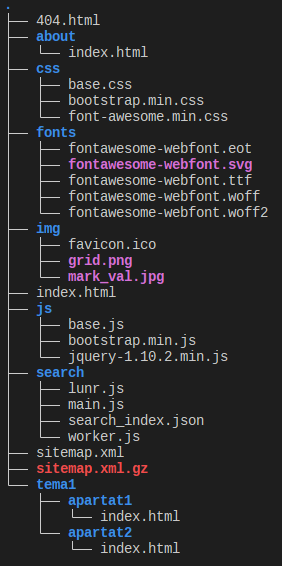 .
├── 404.html
├── about
│   └── index.html
├── css
│   ├── base.css
│   ├── bootstrap.min.css
│   └── font-awesome.min.css
├── fonts
│   ├── fontawesome-webfont.eot
│   ├── fontawesome-webfont.svg
│   ├── fontawesome-webfont.ttf
│   ├── fontawesome-webfont.woff
│   └── fontawesome-webfont.woff2
├── img
│   ├── favicon.ico
│   ├── grid.png
│   └── mark_val.jpg
├── index.html
├── js
│   ├── base.js
│   ├── bootstrap.min.js
│   └── jquery-1.10.2.min.js
├── search
│   ├── lunr.js
│   ├── main.js
│   ├── search_index.json
│   └── worker.js
├── sitemap.xml
├── sitemap.xml.gz
└── tema1
    ├── apartat1
    │   └── index.html
    └── apartat2
        └── index.html